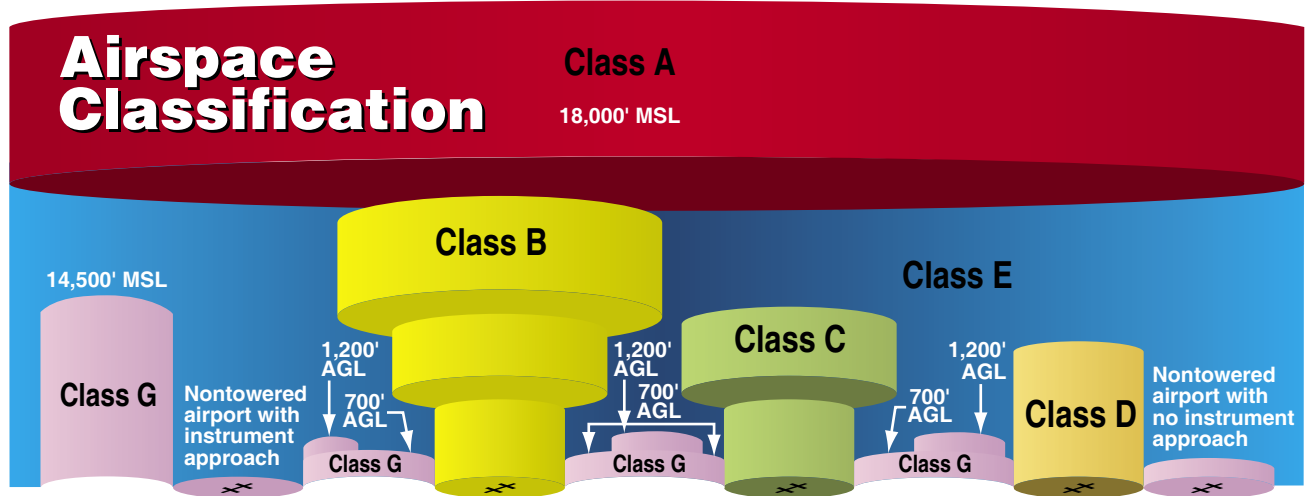 Airspace
Classification
Class A
18,000' MSL
Class B
14,500' MSL
Class E
Class G
Nontowered
airport with
instrument
approach
1,200'
AGL
700'
AGL
Class G
1,200'
AGL
700'
AGL
Class G
Class C
1,200'
AGL
700'
AGL
Class G
Class D
Nontowered
airport with
no instrument
approach